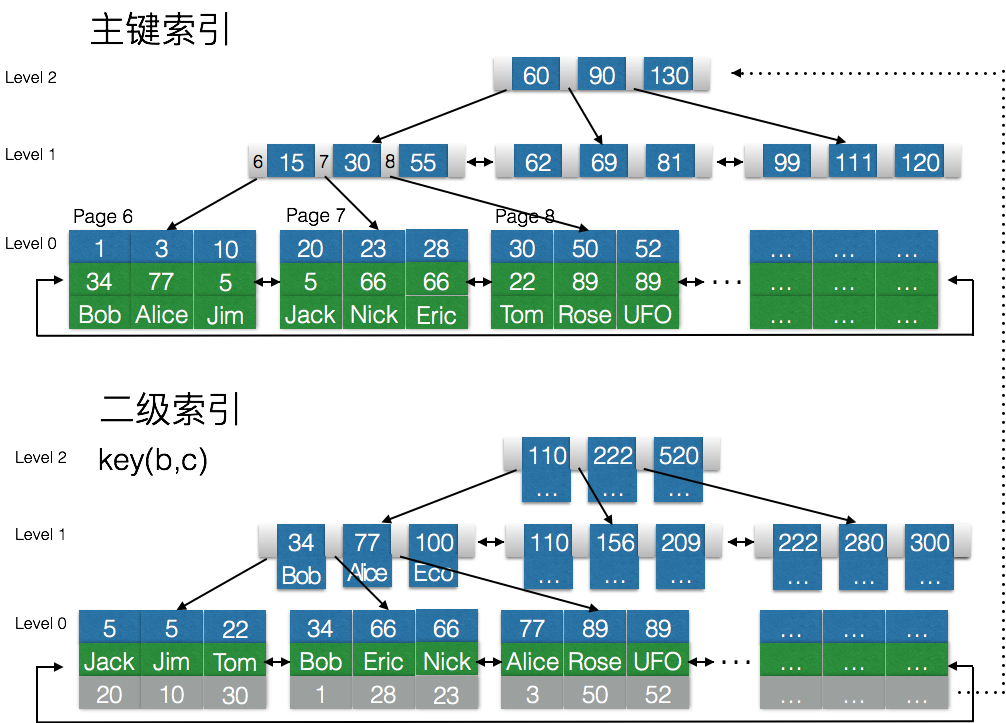 主键索引
Level 2
60 90 130
Level 1
6 15 7 30 8 55
62 69 81
99 111 120
Page 6 Page 7 Page 8
Level 0
1 3 10 20 23 28 30 50 52 ... ... ...
34 77 5 5 66 66 22 89 89 ... ... ... ...
Bob Alice Jim Jack Nick Eric Tom Rose UFO ... ... ...
二级索引
Level 2
key(b,c)
110 222 520
... ... ...
Level 1
34 77 100 110 156 209 222 280 300
Bob Alice Eco ... ... ... ... ... ...
Level 0
5 5 22 34 66 66 77 89 89 ... ... ...
Jack Jim Tom Bob Eric Nick Alice Rose UFO ... ... ... ...
20 10 30 1 28 23 3 50 52 ... ... ...